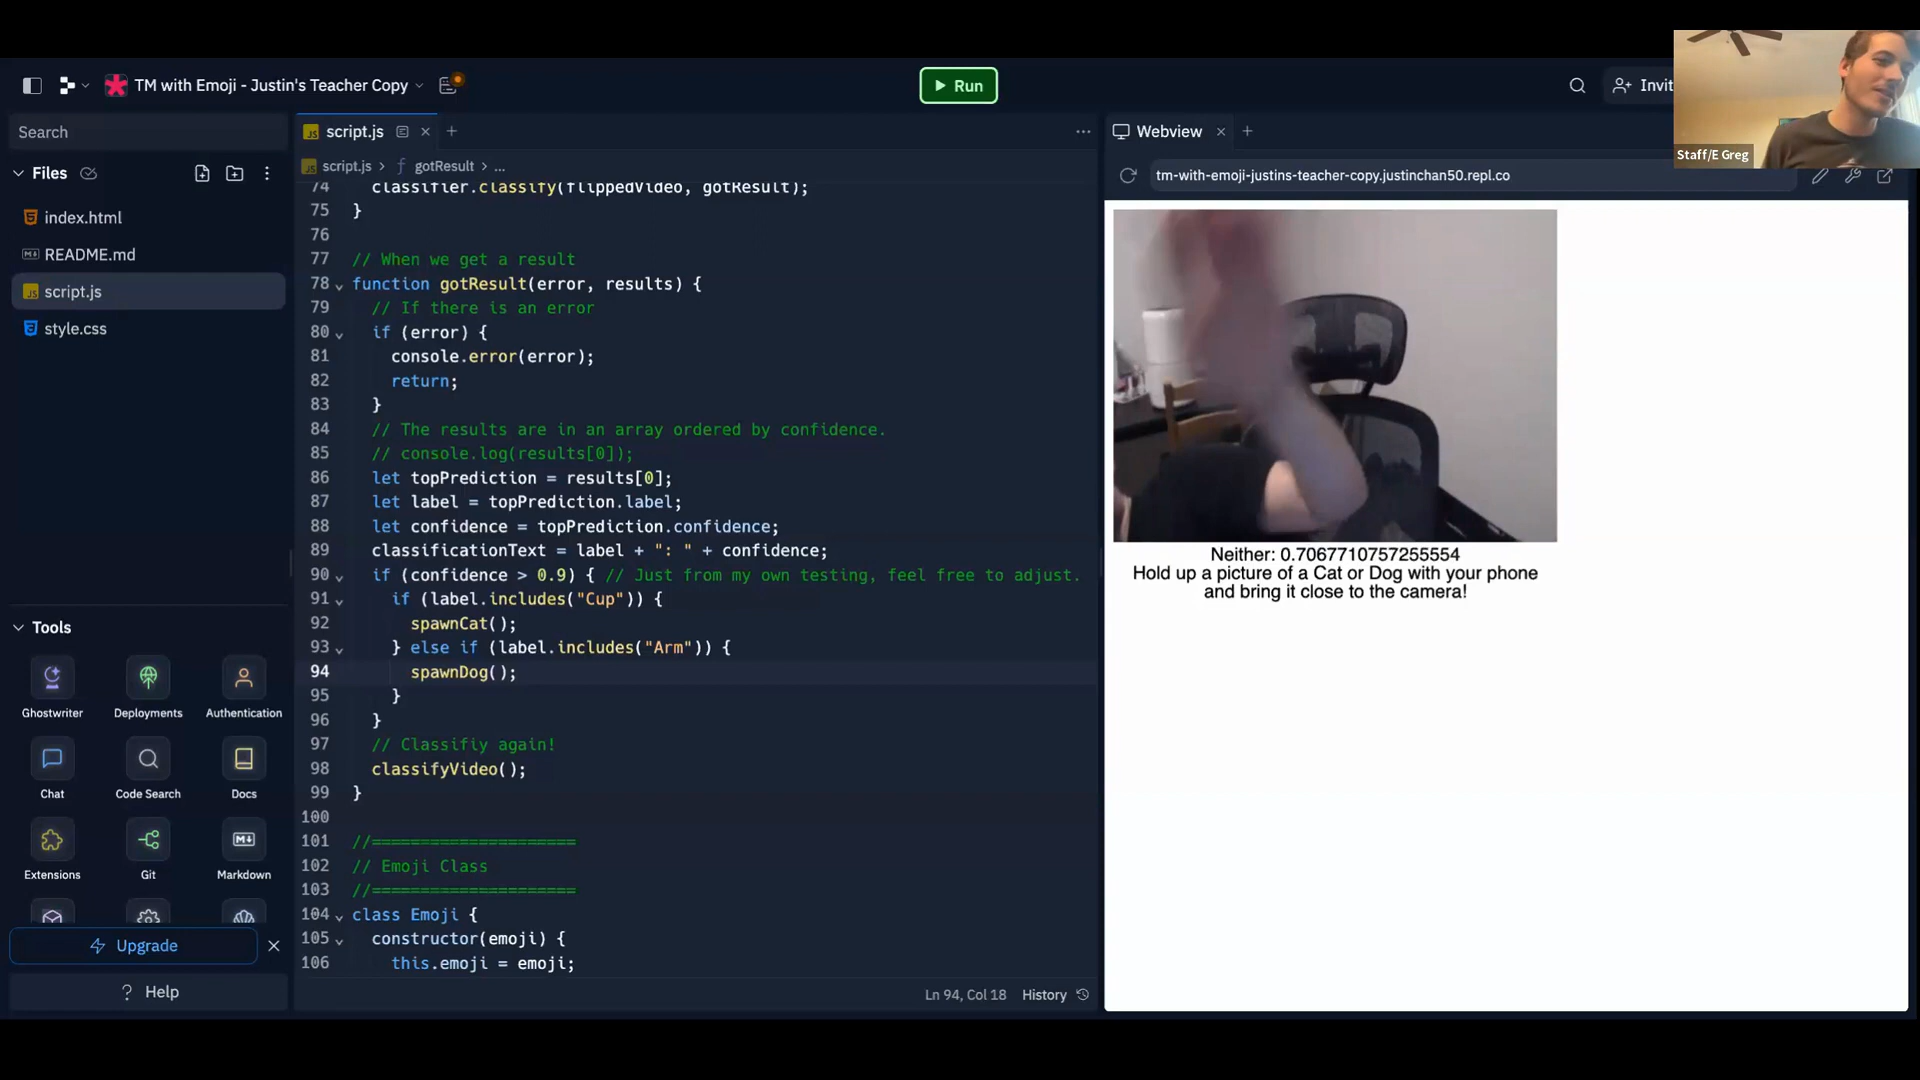 TM with Emoji - Justin's Teacher Copy
Run
Invit
Staff/E Greg
Search
Files
index.html
README.md
script.js
style.css
Tools
Ghostwriter
Deployments
Authentication
Chat
Code Search
Docs
Extensions
Git
Markdown
Upgrade
Help
script.js
script.js > gotResult > ...
74 classifier.classify(flippedVideo, gotResult);
75 }
76
77 // When we get a result
78 function gotResult(error, results) {
79 // If there is an error
80 if (error) {
81 console.error(error);
82 return;
83 }
84 // The results are in an array ordered by confidence.
85 // console.log(results[0]);
86 let topPrediction = results[0];
87 let label = topPrediction.label;
88 let confidence = topPrediction.confidence;
89 classificationText = label + ": " + confidence;
90 if (confidence > 0.9) { // Just from my own testing, feel free to adjust.
91 if (label.includes("Cup")) {
92 spawnCat();
93 } else if (label.includes("Arm")) {
94 spawnDog();
95 }
96 }
97 // Classifiy again!
98 classifyVideo();
99 }
100
101 //=====================
102 // Emoji Class
103 //=====================
104 class Emoji {
105 constructor(emoji) {
106 this.emoji = emoji;
Ln 94, Col 18 History
Webview
tm-with-emoji-justins-teacher-copy.justinchan50.repl.co
Neither: 0.7067710757255554
Hold up a picture of a Cat or Dog with your phone
and bring it close to the camera!